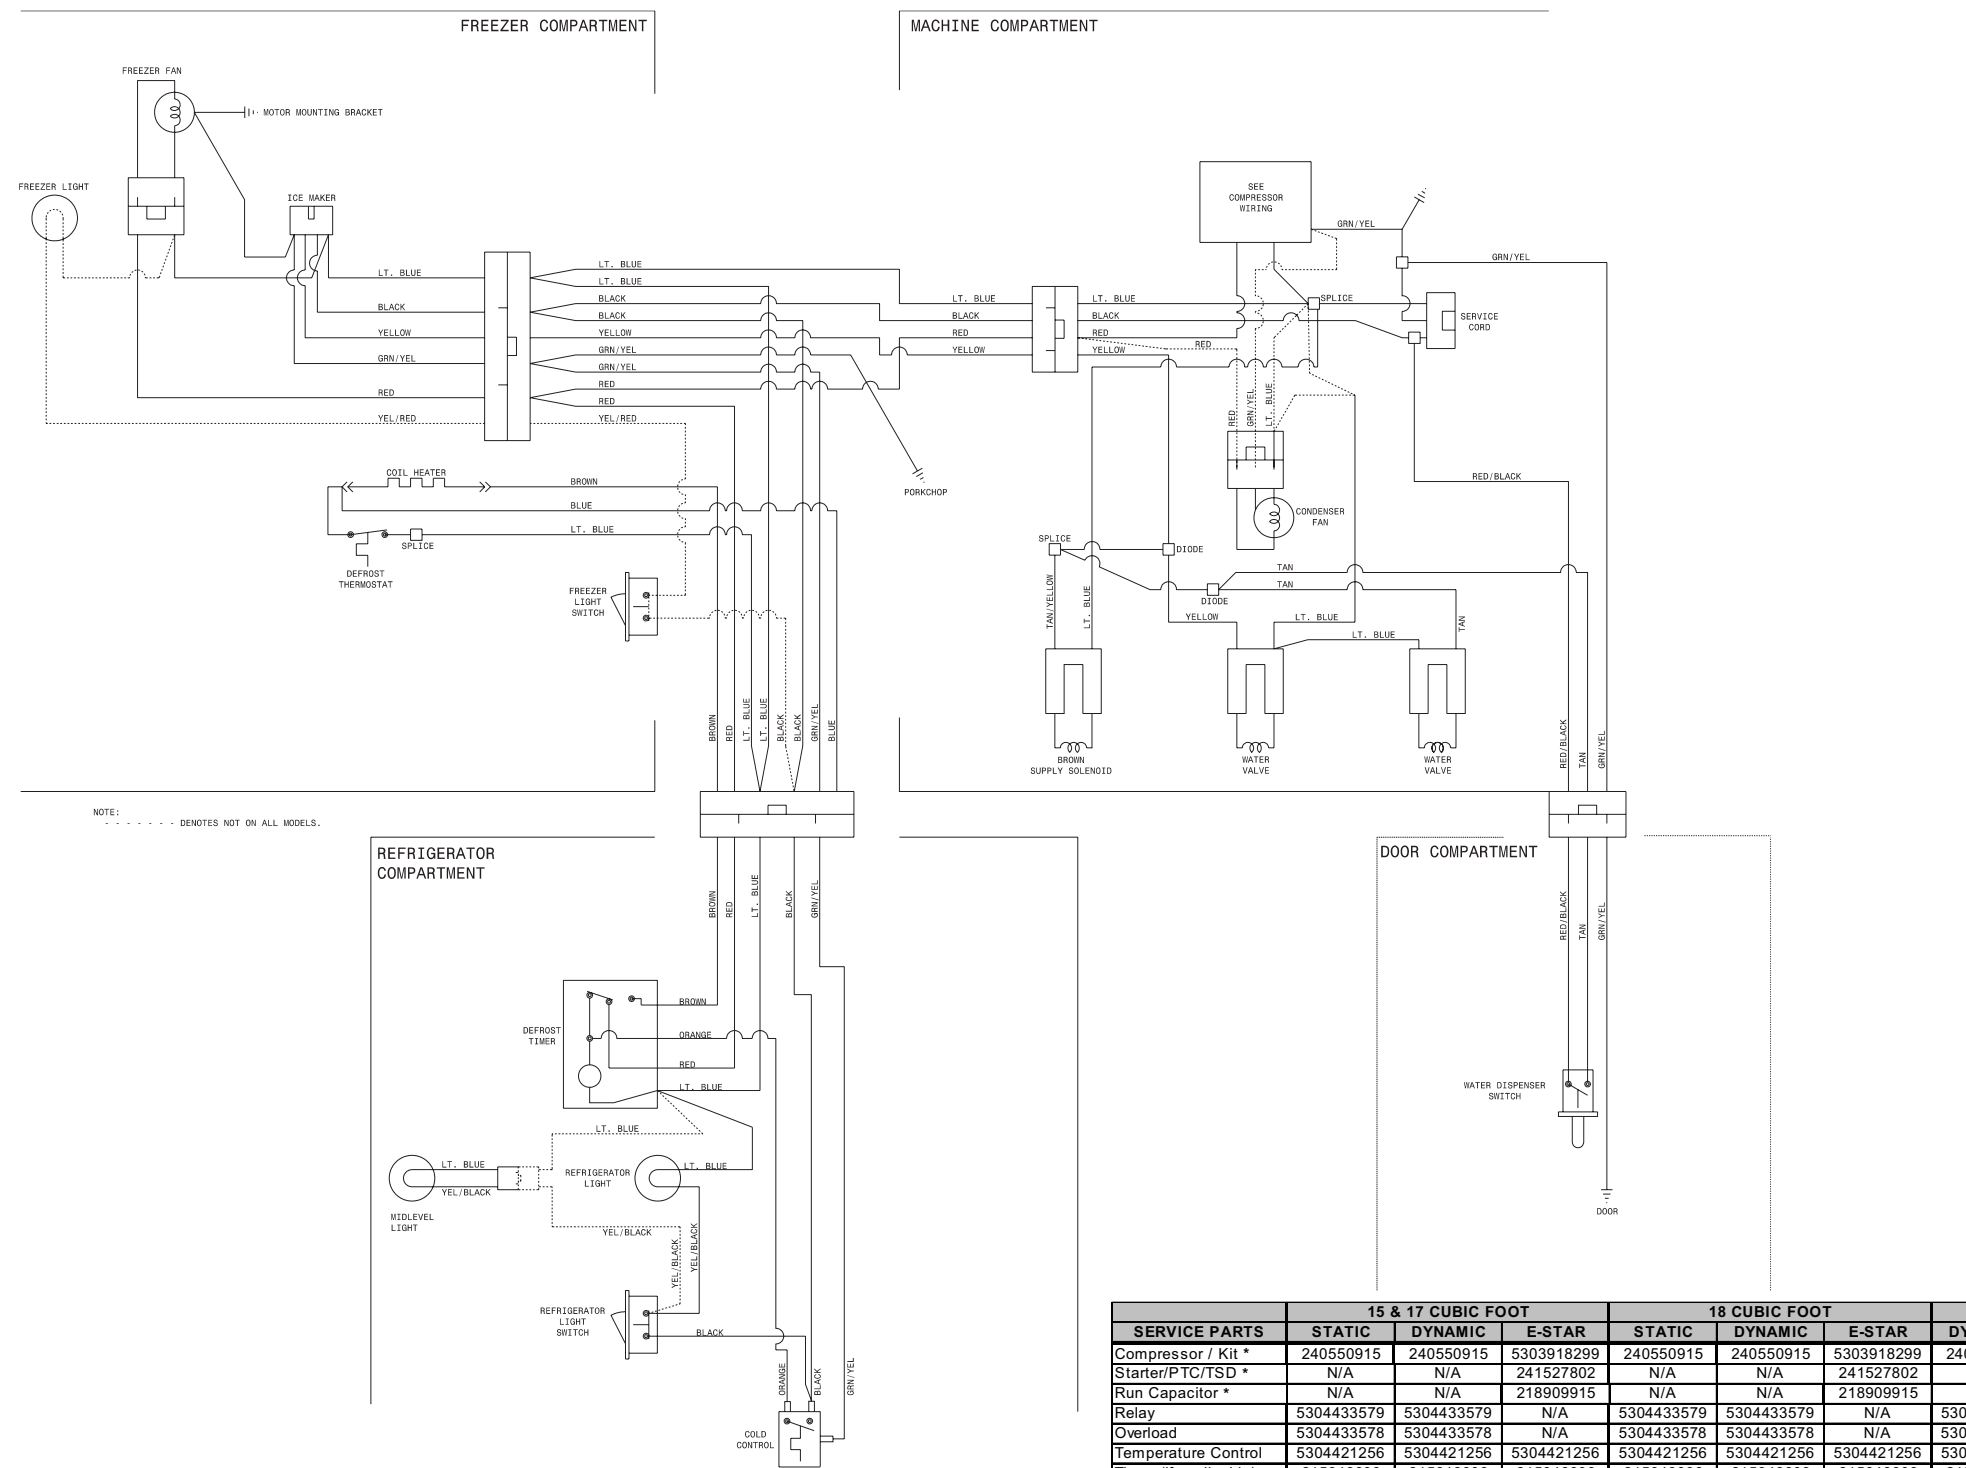 FREEZER COMPARTMENT
MACHINE COMPARTMENT
FREEZER FAN
MOTOR MOUNTING BRACKET
FREEZER LIGHT
ICE MAKER
LT. BLUE
BLACK
YELLOW
GRN/YEL
RED
YEL/RED
LT. BLUE
LT. BLUE
BLACK
BLACK
YELLOW
GRN/YEL
GRN/YEL
RED
RED
YEL/RED
LT. BLUE
BLACK
RED
YELLOW
LT. BLUE
BLACK
RED
YELLOW
RED
SEE
COMPRESSOR
WIRING
GRN/YEL
GRN/YEL
SPLICE
SERVICE
CORD
RED
GRN/YEL
LT. BLUE
PORKCHOP
RED/BLACK
COIL HEATER
BROWN
BLUE
LT. BLUE
SPLICE
DEFROST
THERMOSTAT
FREEZER
LIGHT
SWITCH
CONDENSER
FAN
SPLICE
DIODE
TAN
TAN
DIODE
TAN/YELLOW
LT. BLUE
YELLOW
LT. BLUE
LT. BLUE
TAN
BROWN
SUPPLY SOLENOID
WATER
VALVE
WATER
VALVE
BROWN
RED
LT. BLUE
LT. BLUE
BLACK
BLACK
GRN/YEL
BLUE
RED/BLACK
TAN
GRN/YEL
NOTE:
- - - - - - - DENOTES NOT ON ALL MODELS.
REFRIGERATOR
COMPARTMENT
DOOR COMPARTMENT
BROWN
RED
LT. BLUE
BLACK
GRN/YEL
RED/BLACK
TAN
GRN/YEL
DEFROST
TIMER
BROWN
ORANGE
RED
LT. BLUE
WATER DISPENSER
SWITCH
LT. BLUE
LT. BLUE
YEL/BLACK
REFRIGERATOR
LIGHT
LT. BLUE
MIDLEVEL
LIGHT
YEL/BLACK
YEL/BLACK
YEL/BLACK
DOOR
REFRIGERATOR
LIGHT
SWITCH
BLACK
ORANGE
BLACK
GRN/YEL
COLD
CONTROL
15 & 17 CUBIC FOOT 18 CUBIC FOOT
SERVICE PARTS STATIC DYNAMIC E-STAR STATIC DYNAMIC E-STAR
Compressor / Kit * 240550915 240550915 5303918299 240550915 240550915 5303918299
Starter/PTC/TSD * N/A N/A 241527802 N/A N/A 241527802
Run Capacitor * N/A N/A 218909915 N/A N/A 218909915
Relay 5304433579 5304433579 N/A 5304433579 5304433579 N/A
Overload 5304433578 5304433578 N/A 5304433578 5304433578 N/A
Temperature Control 5304421256 5304421256 5304421256 5304421256 5304421256 5304421256